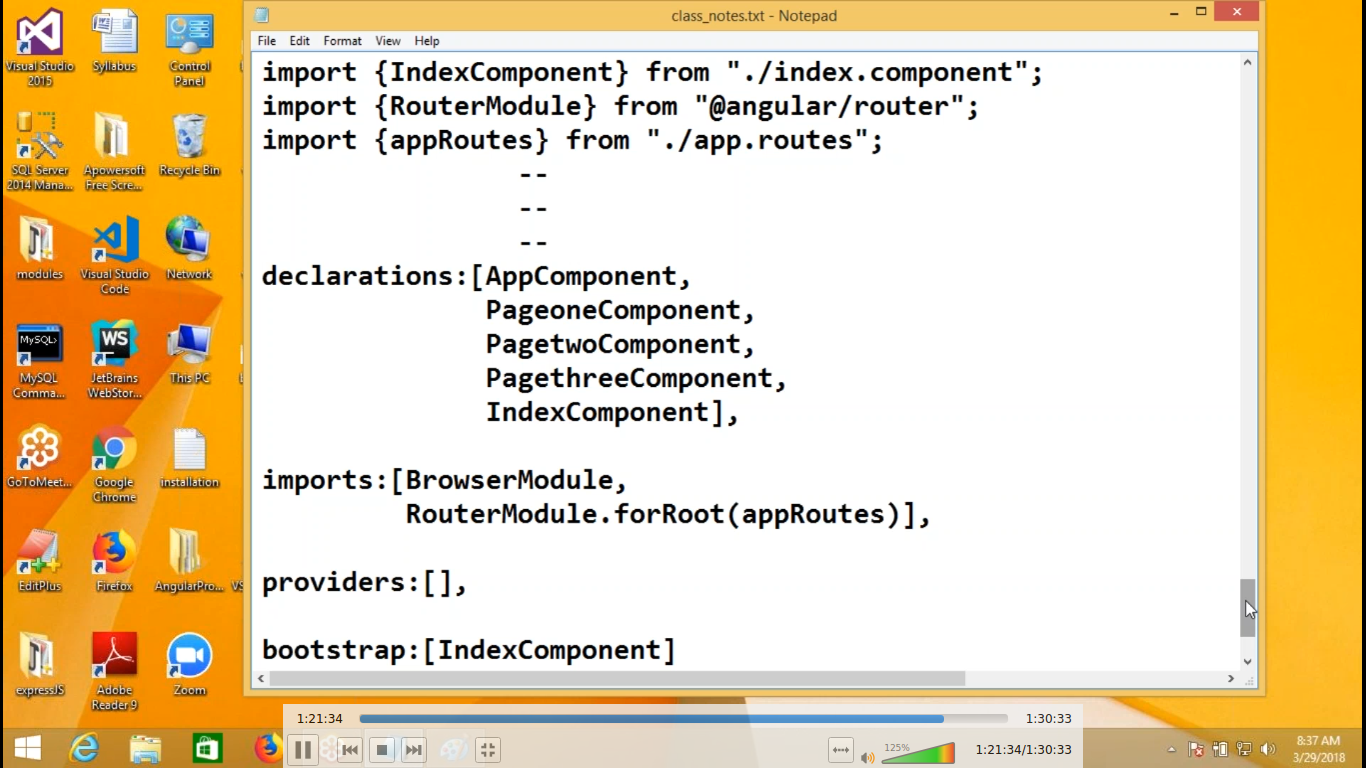 class_notes.txt - Notepad
File Edit Format View Help
import {IndexComponent} from "./index.component";
import {RouterModule} from "@angular/router";
import {appRoutes} from "./app.routes";
--
--
--
declarations:[AppComponent,
PageoneComponent,
PagetwoComponent,
PagethreeComponent,
IndexComponent],
imports:[BrowserModule,
RouterModule.forRoot(appRoutes)],
providers:[],
bootstrap:[IndexComponent]
Visual Studio
2015
Syllabus
Control
Panel
SQL Server
2014 Mana...
Apowersoft
Free Scre...
Recycle Bin
modules
Visual Studio
Code
Network
MySQL>
MySQL
Comma...
WS
JetBrains
WebStor...
This PC
GoToMeet...
Google
Chrome
installation
EditPlus
Firefox
AngularPro...
VS
expressJS
Adobe
Reader 9
Zoom
1:21:34
1:30:33
125%
1:21:34/1:30:33
8:37 AM
3/29/2018